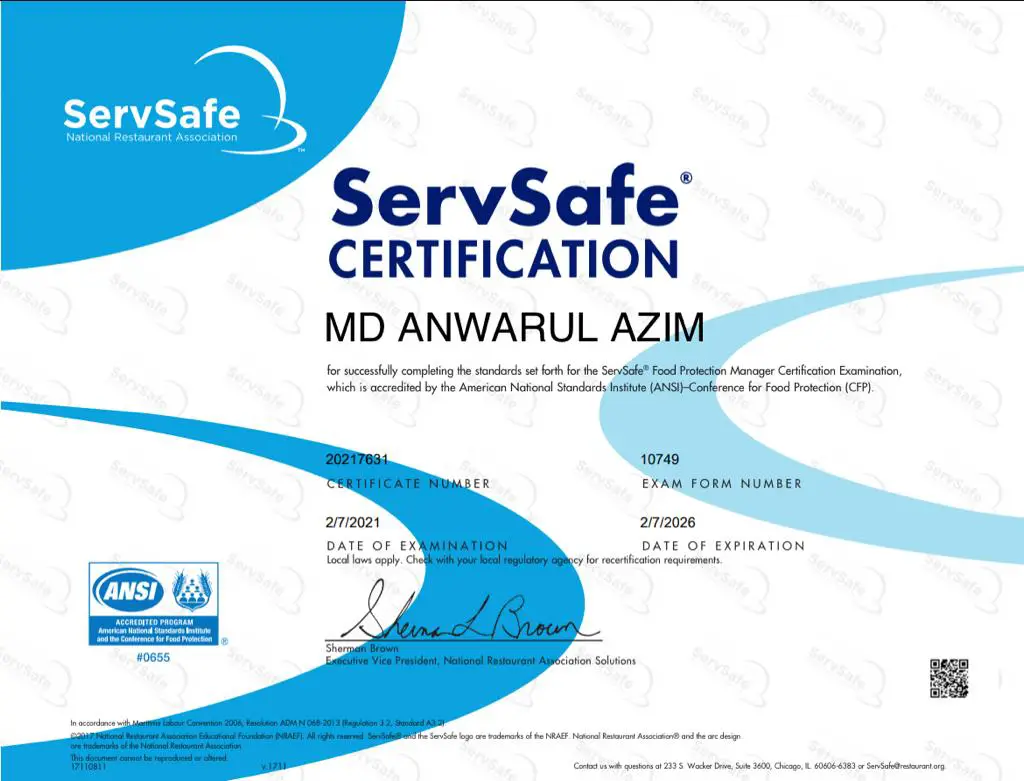 ServSafe
National Restaurant Association
™
ServSafe®
CERTIFICATION
MD ANWARUL AZIM
for successfully completing the standards set forth for the ServSafe® Food Protection Manager Certification Examination,
which is accredited by the American National Standards Institute (ANSI)–Conference for Food Protection (CFP).
20217631
CERTIFICATE NUMBER
10749
EXAM FORM NUMBER
2/7/2021
DATE OF EXAMINATION
2/7/2026
DATE OF EXPIRATION
Local laws apply. Check with your local regulatory agency for recertification requirements.
ANSI
ACCREDITED PROGRAM
American National Standards Institute
and the Conference for Food Protection
®
#0655
Sherman L Brown
Sherman Brown
Executive Vice President, National Restaurant Association Solutions
In accordance with Maritime Labour Convention 2006, Resolution ADM N 068-2013 (Regulation 3.2, Standard A3.2)
©2017 National Restaurant Association Educational Foundation (NRAEF). All rights reserved. ServSafe® and the ServSafe logo are trademarks of the NRAEF. National Restaurant Association® and the arc design
are trademarks of the National Restaurant Association
This document cannot be reproduced or altered.
17110811
v.1711
Contact us with questions at 233 S. Wacker Drive, Suite 3600, Chicago, IL 60606-6383 or ServSafe@restaurant.org.